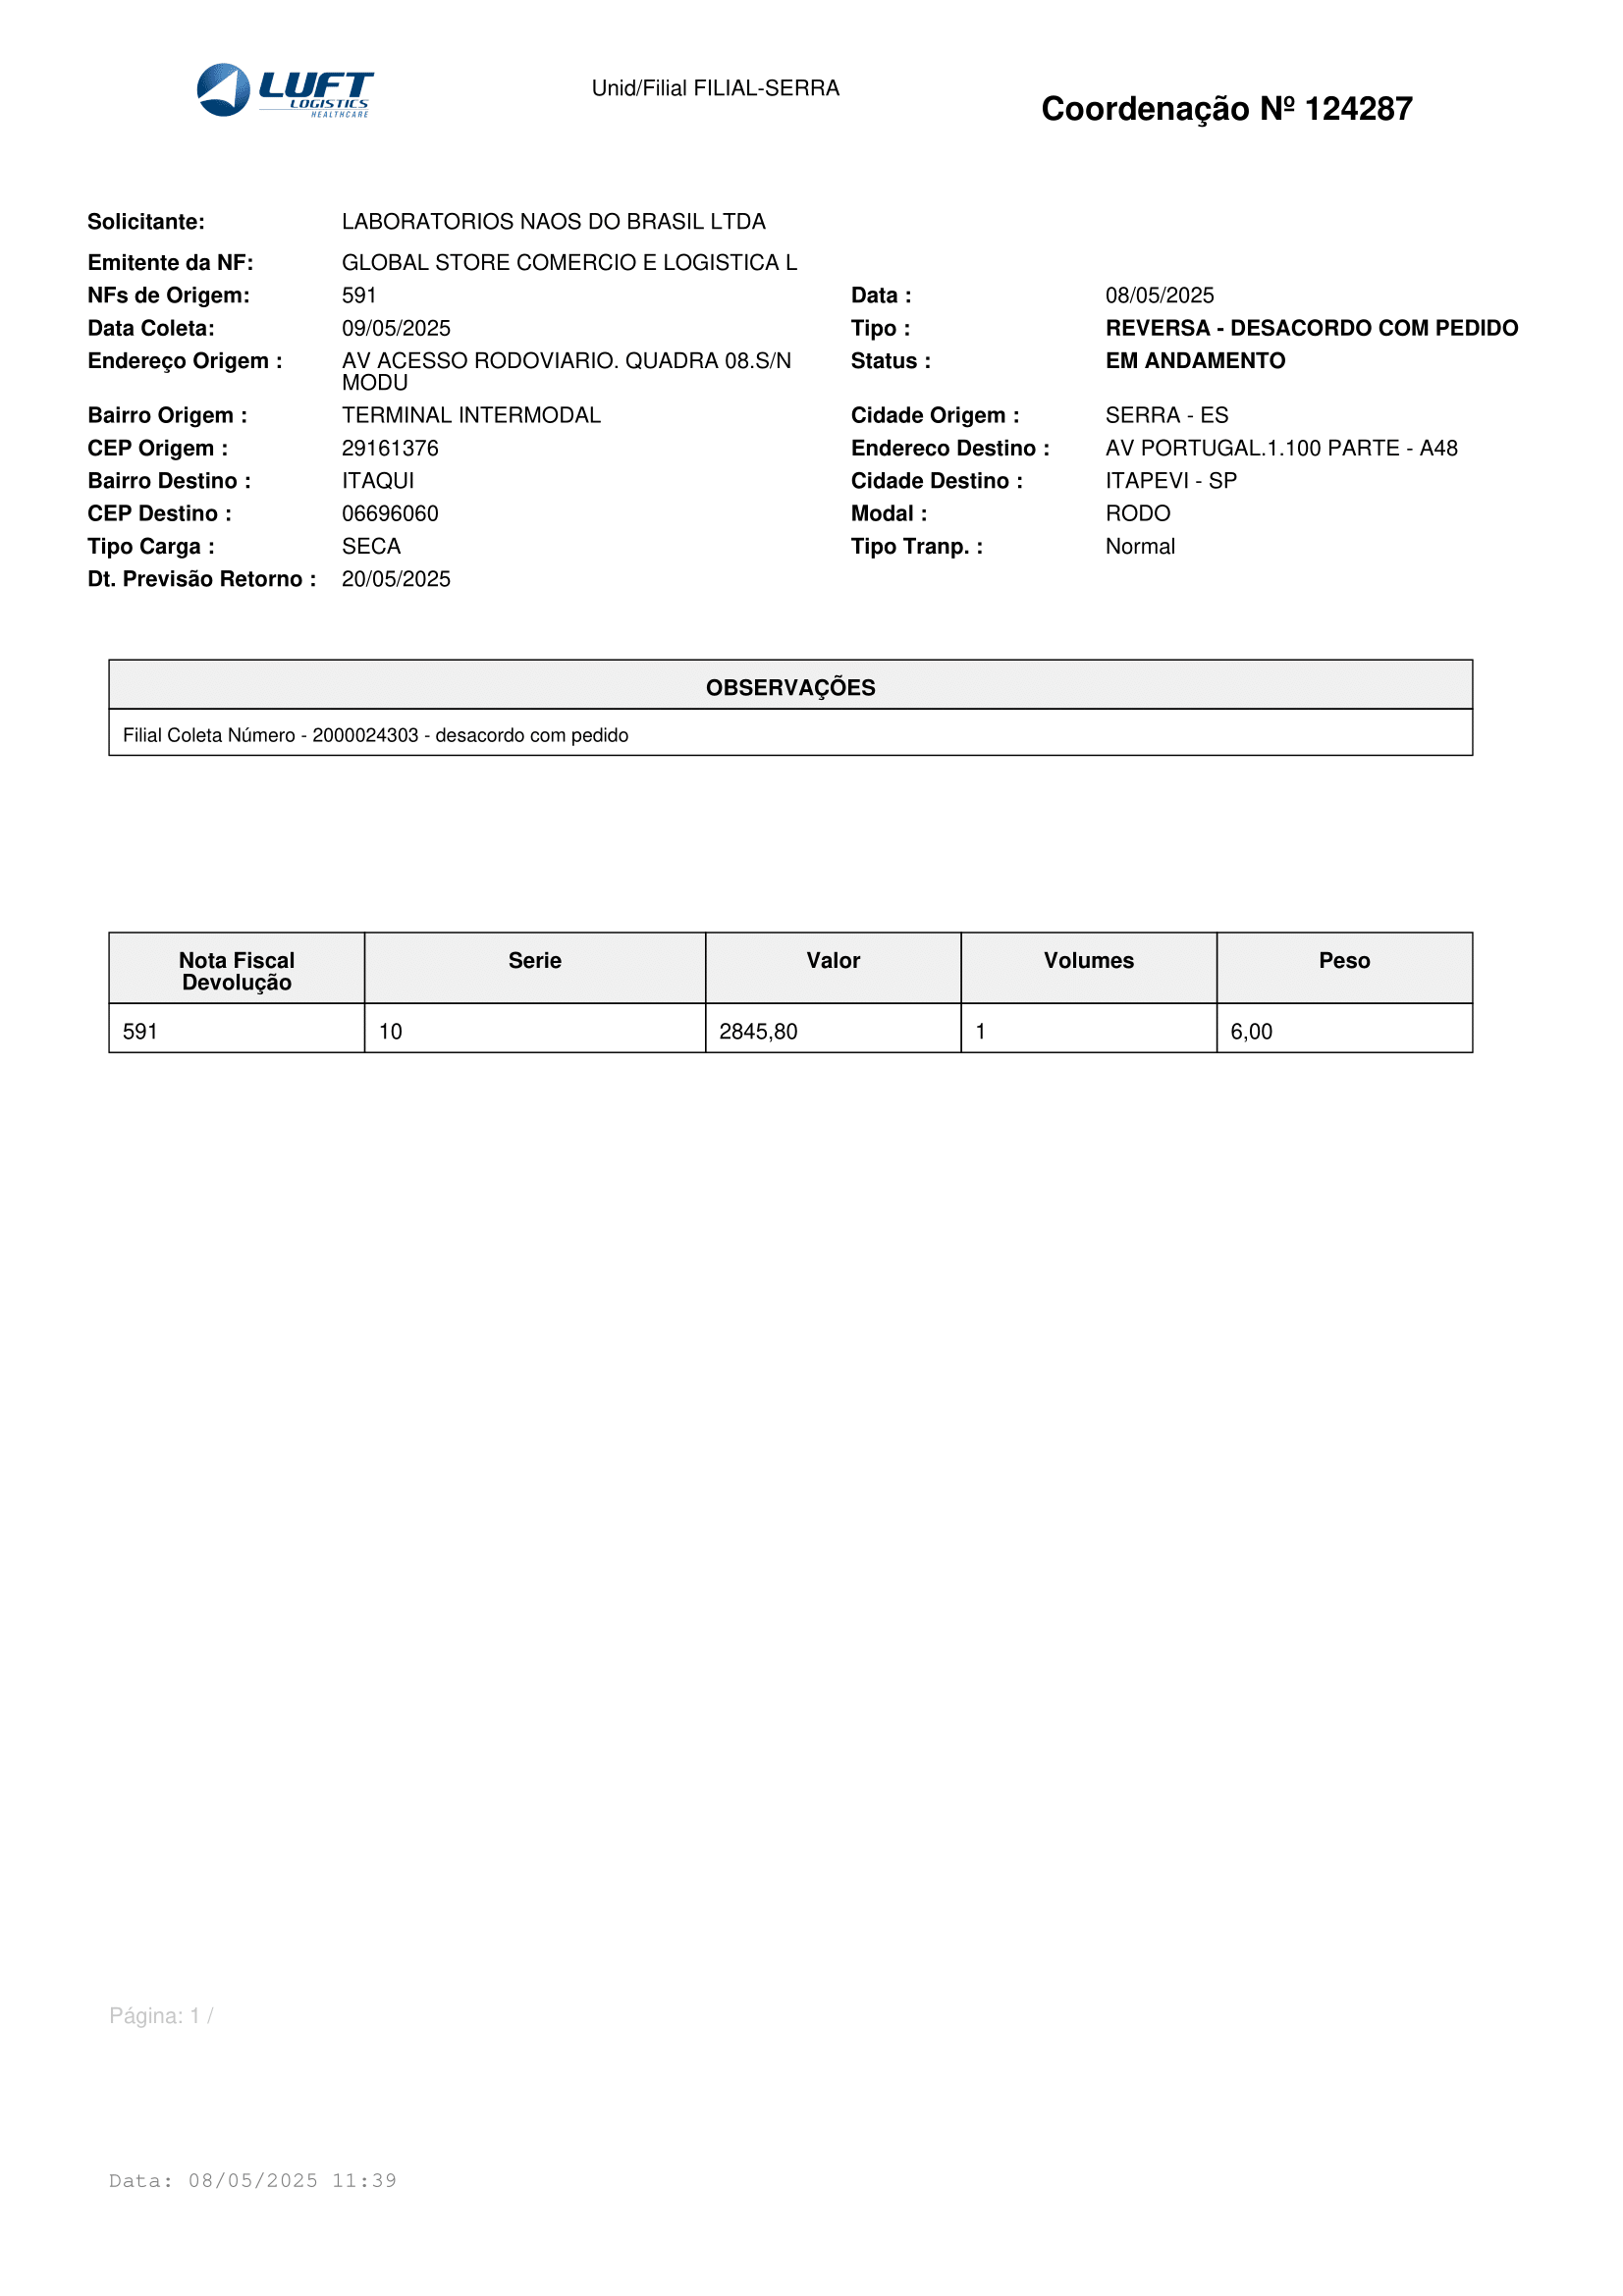 LUFT
LOGISTICS
HEALTHCARE
Unid/Filial FILIAL-SERRA
Coordenação Nº 124287
Solicitante: LABORATORIOS NAOS DO BRASIL LTDA
Emitente da NF: GLOBAL STORE COMERCIO E LOGISTICA L
NFs de Origem: 591 Data : 08/05/2025
Data Coleta: 09/05/2025 Tipo : REVERSA - DESACORDO COM PEDIDO
Endereço Origem : AV ACESSO RODOVIARIO. QUADRA 08.S/N Status : EM ANDAMENTO
MODU
Bairro Origem : TERMINAL INTERMODAL Cidade Origem : SERRA - ES
CEP Origem : 29161376 Endereco Destino : AV PORTUGAL.1.100 PARTE - A48
Bairro Destino : ITAQUI Cidade Destino : ITAPEVI - SP
CEP Destino : 06696060 Modal : RODO
Tipo Carga : SECA Tipo Tranp. : Normal
Dt. Previsão Retorno : 20/05/2025
OBSERVAÇÕES
Filial Coleta Número - 2000024303 - desacordo com pedido
Nota Fiscal Serie Valor Volumes Peso
Devolução
591 10 2845,80 1 6,00
Página: 1 /
Data: 08/05/2025 11:39